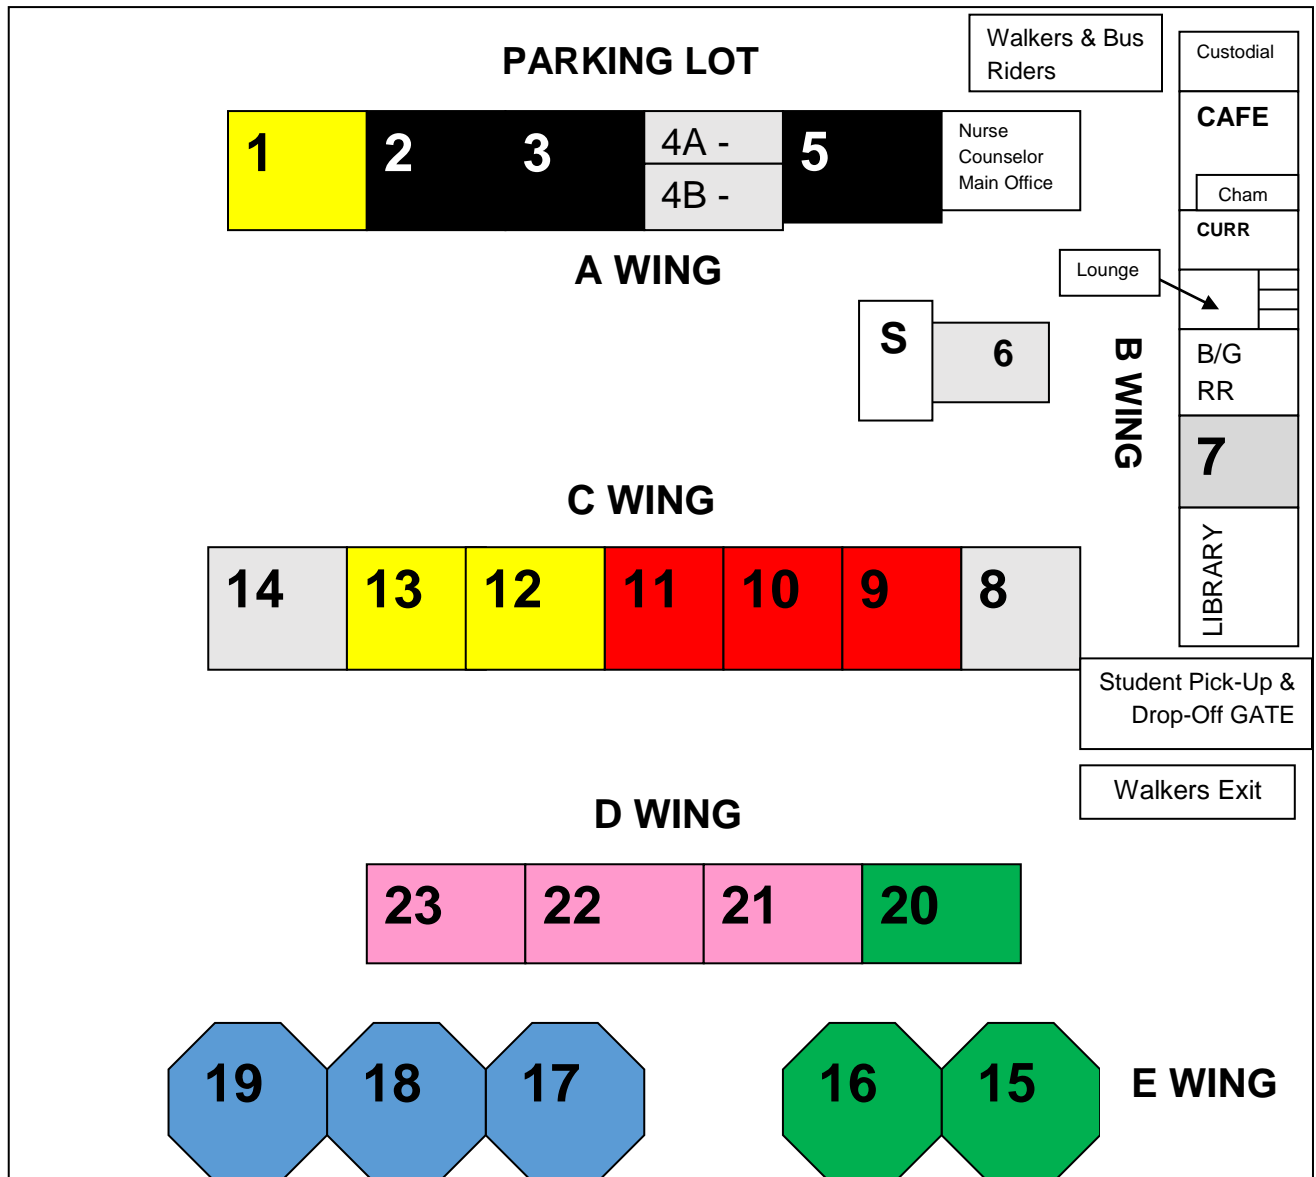 PARKING LOT
Walkers & Bus
Riders
Custodial
CAFE
Cham
CURR
1
2
3
4A -
4B -
5
Nurse
Counselor
Main Office
A WING
Lounge
S
6
B WING
B/G
RR
7
LIBRARY
C WING
14
13
12
11
10
9
8
Student Pick-Up &
Drop-Off GATE
Walkers Exit
D WING
23
22
21
20
19
18
17
16
15
E WING